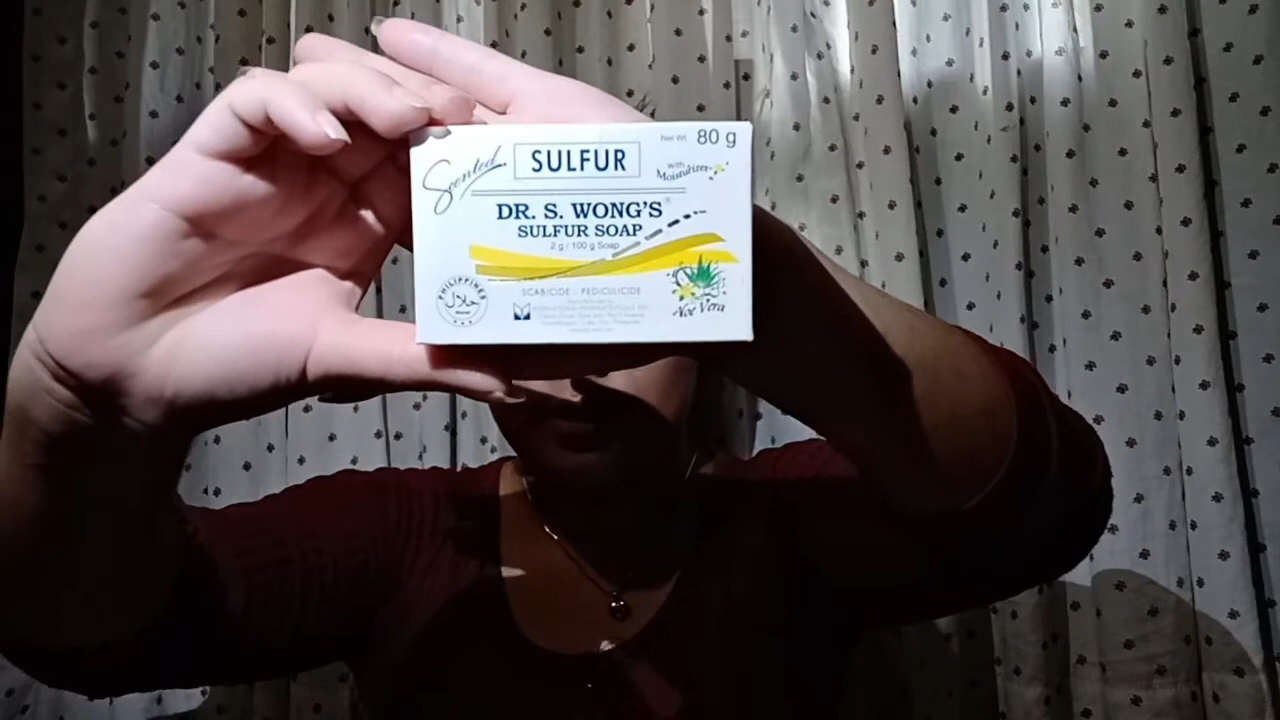 Net Wt. 80 g
Scented
SULFUR
with
Moisturizer
DR. S. WONG'S
SULFUR SOAP
2 g / 100 g Soap
SCABICIDE - PEDICULICIDE
PHILIPPINES
حلال
Aloe Vera